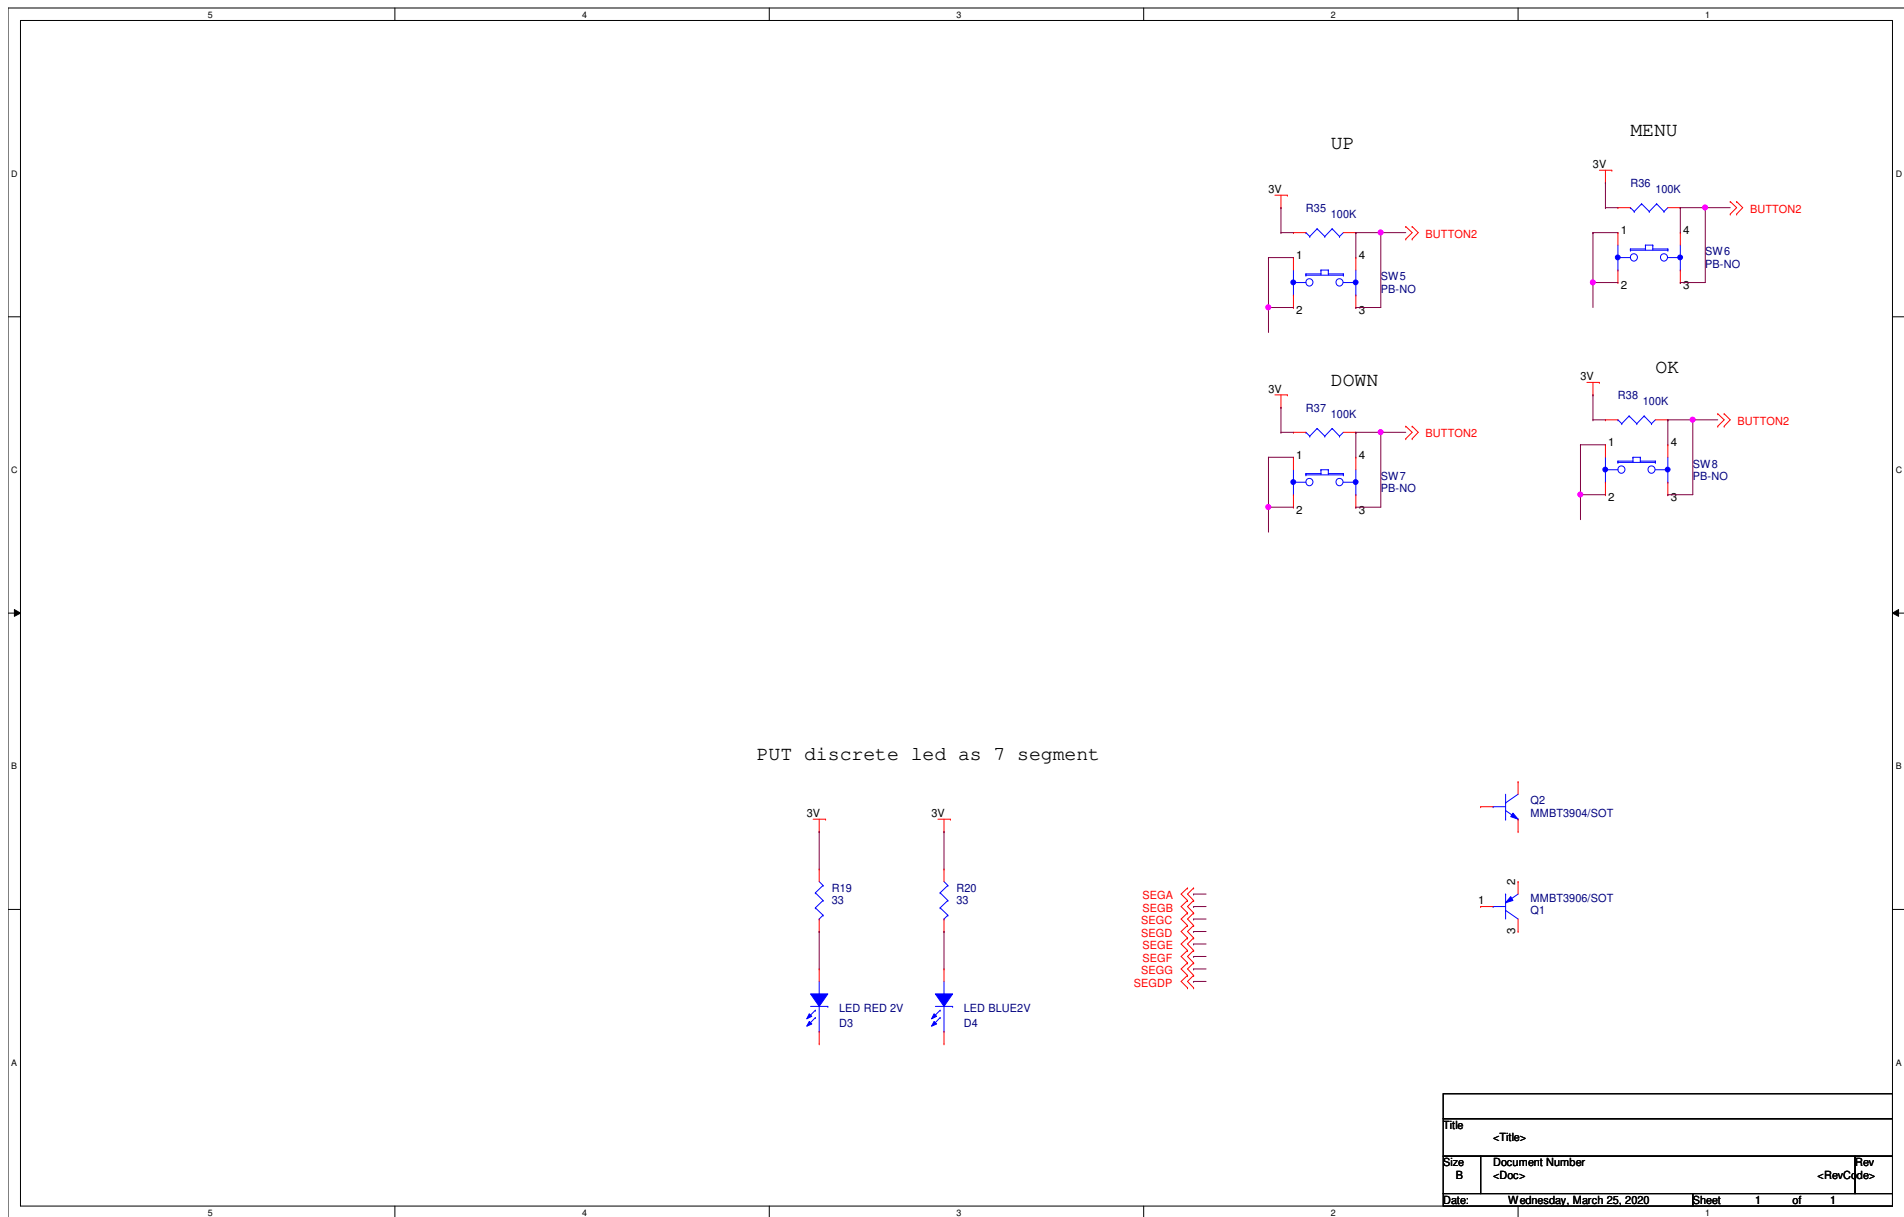 5 4 3 2 1
D D
C C
B B
A A
UP
3V
R35 100K
BUTTON2
1 4
SW5
PB-NO
2 3
MENU
3V
R36 100K
BUTTON2
1 4
SW6
PB-NO
2 3
DOWN
3V
R37 100K
BUTTON2
1 4
SW7
PB-NO
2 3
OK
3V
R38 100K
BUTTON2
1 4
SW8
PB-NO
2 3
PUT discrete led as 7 segment
3V
R19
33
LED RED 2V
D3
3V
R20
33
LED BLUE2V
D4
SEGA
SEGB
SEGC
SEGD
SEGE
SEGF
SEGG
SEGDP
Q2
MMBT3904/SOT
2
1
MMBT3906/SOT
Q1
3
Title
<Title>
Size Document Number Rev
B <Doc> <RevCode>
Date: Wednesday, March 25, 2020 Sheet 1 of 1
5 4 3 2 1